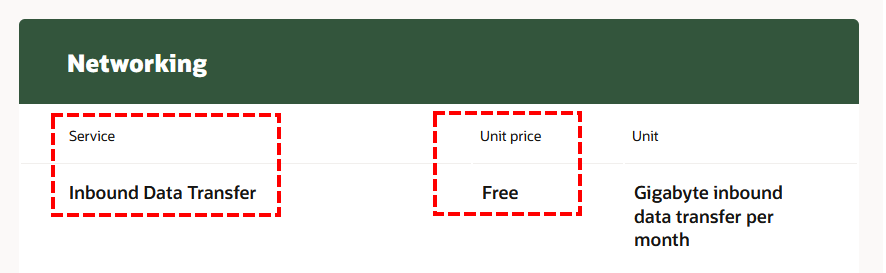 Networking
Service Unit price Unit
Inbound Data Transfer Free Gigabyte inbound
data transfer per
month